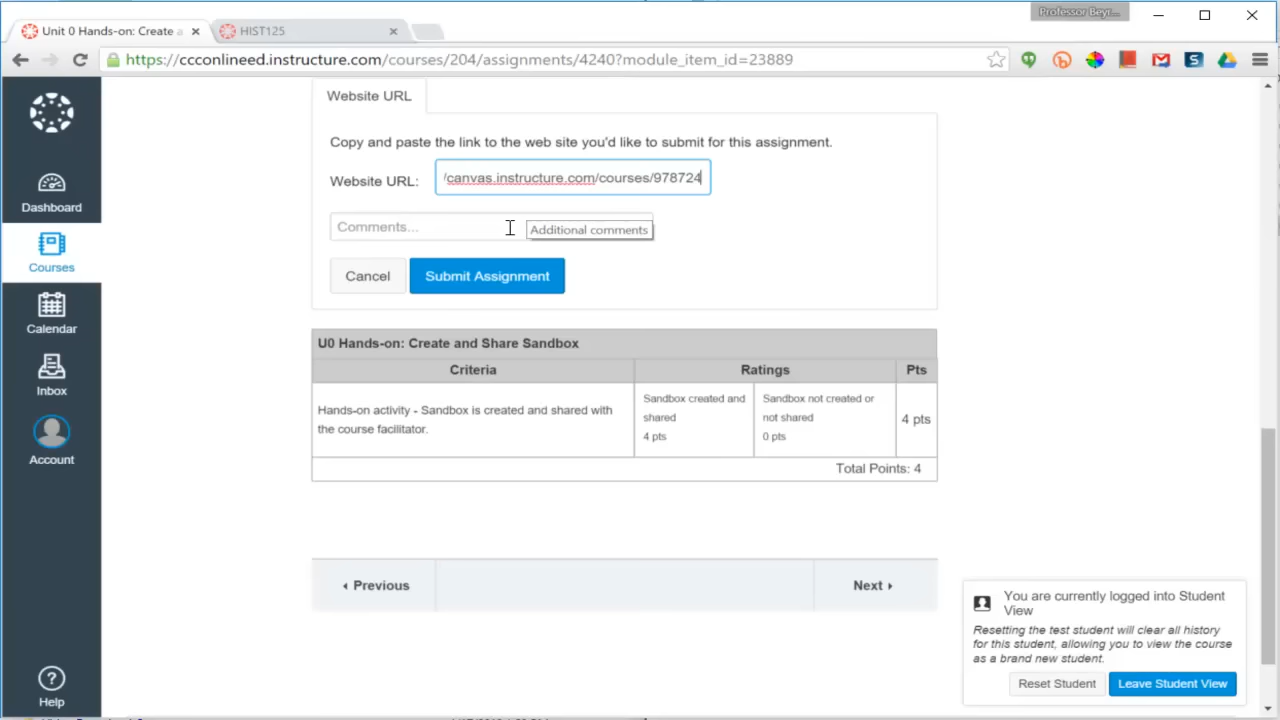 Professor Beyr...
Unit 0 Hands-on: Create a
HIST125
https://ccconlineed.instructure.com/courses/204/assignments/4240?module_item_id=23889
Website URL
Copy and paste the link to the web site you'd like to submit for this assignment.
Website URL: /canvas.instructure.com/courses/978724
Comments...
Additional comments
Cancel
Submit Assignment
Dashboard
Courses
Calendar
Inbox
Account
Help
U0 Hands-on: Create and Share Sandbox
Criteria Ratings Pts
Hands-on activity - Sandbox is created and shared with
the course facilitator.
Sandbox created and
shared
4 pts
Sandbox not created or
not shared
0 pts
4 pts
Total Points: 4
Previous
Next
You are currently logged into Student
View
Resetting the test student will clear all history
for this student, allowing you to view the course
as a brand new student.
Reset Student
Leave Student View